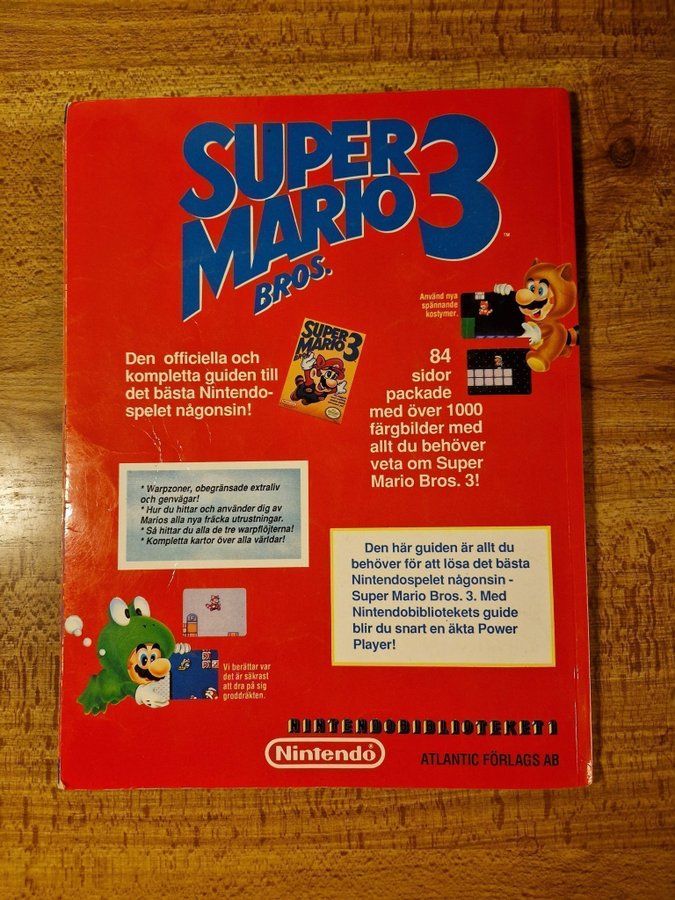 SUPER
MARIO
BROS.
3
TM
Använd nya
spännande
kostymer.
Den officiella och
kompletta guiden till
det bästa Nintendo-
spelet någonsin!
SUPER
MARIO
BROS.
3
84
sidor
packade
med över 1000
färgbilder med
allt du behöver
veta om Super
Mario Bros. 3!
* Warpzoner, obegränsade extraliv
och genvägar!
* Hur du hittar och använder dig av
Marios alla nya fräcka utrustningar.
* Så hittar du alla de tre warpflöjterna!
* Kompletta kartor över alla världar!
Den här guiden är allt du
behöver för att lösa det bästa
Nintendospelet någonsin -
Super Mario Bros. 3. Med
Nintendobibliotekets guide
blir du snart en äkta Power
Player!
Vi berättar var
det är säkrast
att dra på sig
groddräkten.
NINTENDOBIBLIOTEKET 1
Nintendo®
ATLANTIC FÖRLAGS AB